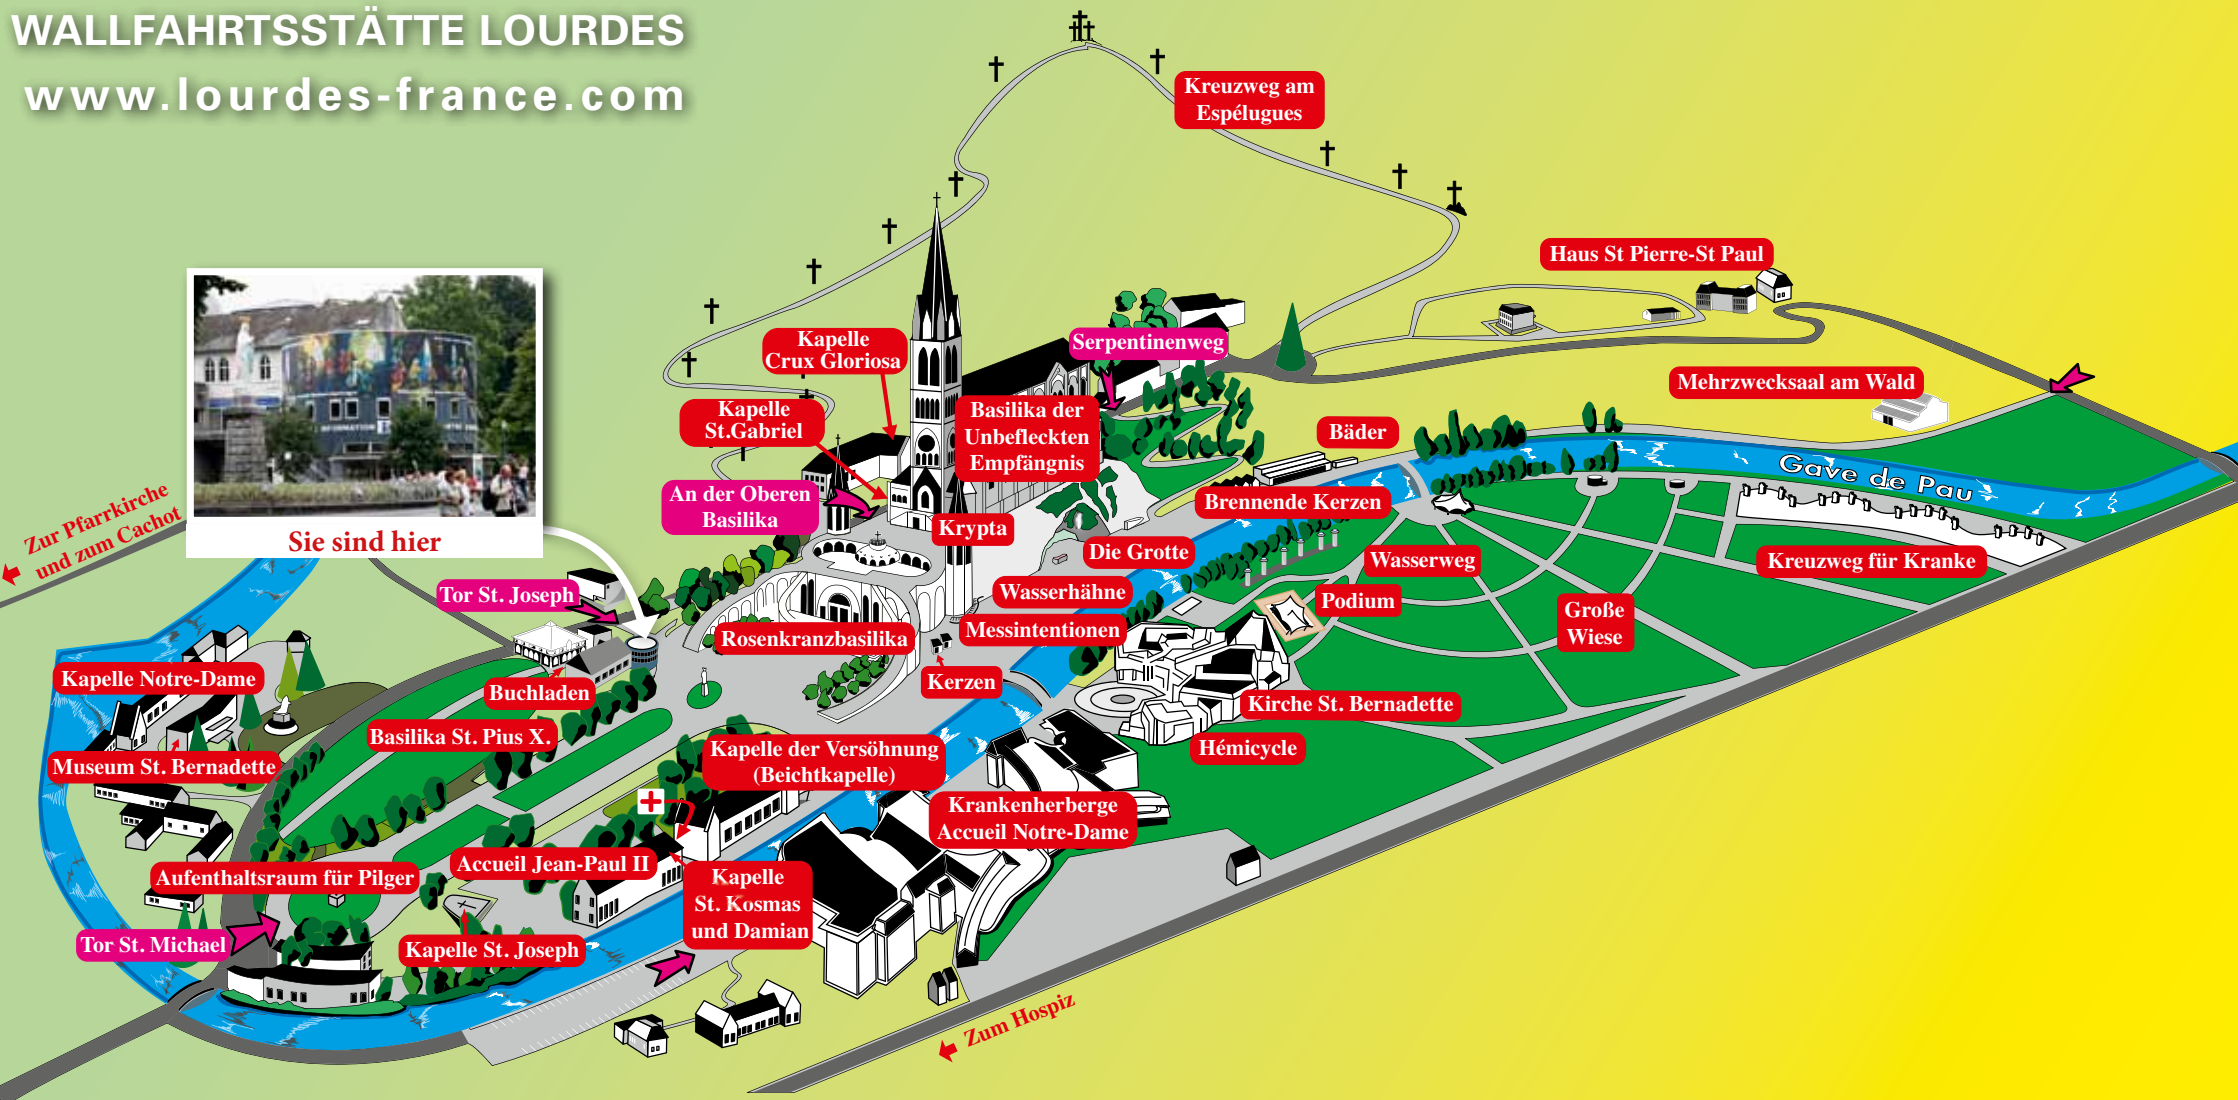 WALLFAHRTSSTÄTTE LOURDES
www.lourdes-france.com
Kreuzweg am
Espélugues
Haus St Pierre-St Paul
Kapelle
Crux Gloriosa
Serpentinenweg
Mehrzwecksaal am Wald
Kapelle
St.Gabriel
Basilika der
Unbefleckten
Empfängnis
Bäder
Gave de Pau
An der Oberen
Basilika
Brennende Kerzen
Krypta
INFORMATION
Sie sind hier
Zur Pfarrkirche
und zum Cachot
Die Grotte
Wasserweg
Kreuzweg für Kranke
Tor St. Joseph
Wasserhähne
Podium
Große
Wiese
Rosenkranzbasilika
Messintentionen
Kapelle Notre-Dame
Buchladen
Kerzen
Kirche St. Bernadette
Basilika St. Pius X.
Kapelle der Versöhnung
(Beichtkapelle)
Hémicycle
Museum St. Bernadette
Krankenherberge
Accueil Notre-Dame
Accueil Jean-Paul II
Aufenthaltsraum für Pilger
Kapelle
St. Kosmas
und Damian
Tor St. Michael
Kapelle St. Joseph
Zum Hospiz